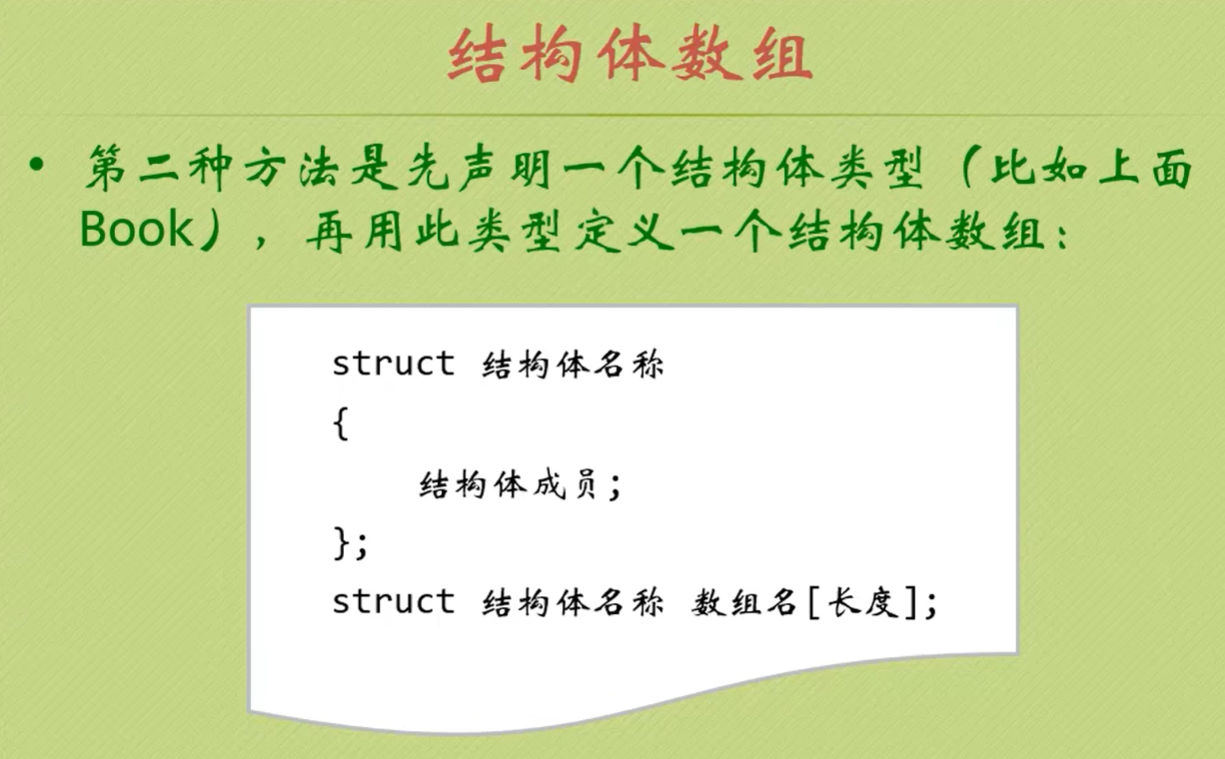 结构体数组
• 第二种方法是先声明一个结构体类型（比如上面
Book），再用此类型定义一个结构体数组：
struct 结构体名称
{
    结构体成员;
};
struct 结构体名称 数组名[长度];